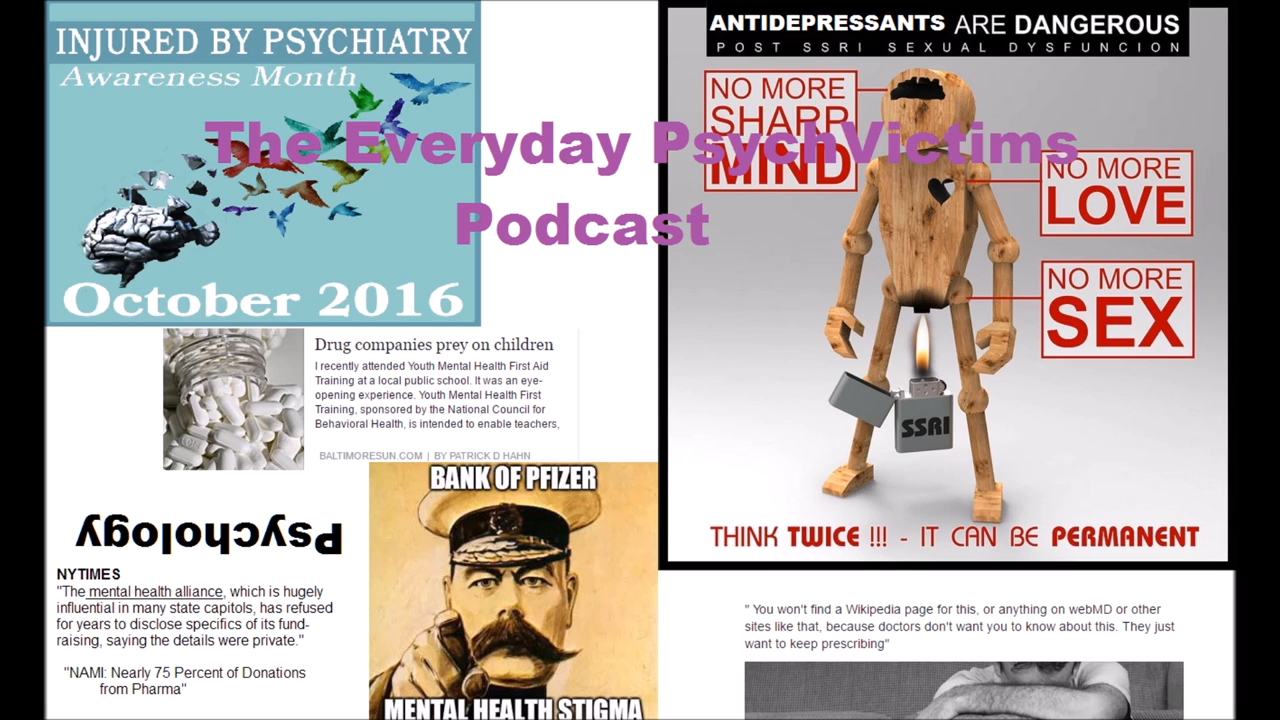 INJURED BY PSYCHIATRY
Awareness Month
October 2016
The Everyday PsychVictims
Podcast
ANTIDEPRESSANTS ARE DANGEROUS
POST SSRI SEXUAL DYSFUNCION
NO MORE
SHARP
MIND
NO MORE
LOVE
NO MORE
SEX
SSRI
THINK TWICE !!! - IT CAN BE PERMANENT
Drug companies prey on children
I recently attended Youth Mental Health First Aid
Training at a local public school. It was an eye-
opening experience. Youth Mental Health First
Training, sponsored by the National Council for
Behavioral Health, is intended to enable teachers,
BALTIMORESUN.COM | BY PATRICK D HAHN
BANK OF PFIZER
MENTAL HEALTH STIGMA
Psychology
NYTIMES
"The mental health alliance, which is hugely
influential in many state capitols, has refused
for years to disclose specifics of its fund-
raising, saying the details were private."
"NAMI: Nearly 75 Percent of Donations
from Pharma"
" You won't find a Wikipedia page for this, or anything on webMD or other
sites like that, because doctors don't want you to know about this. They just
want to keep prescribing"